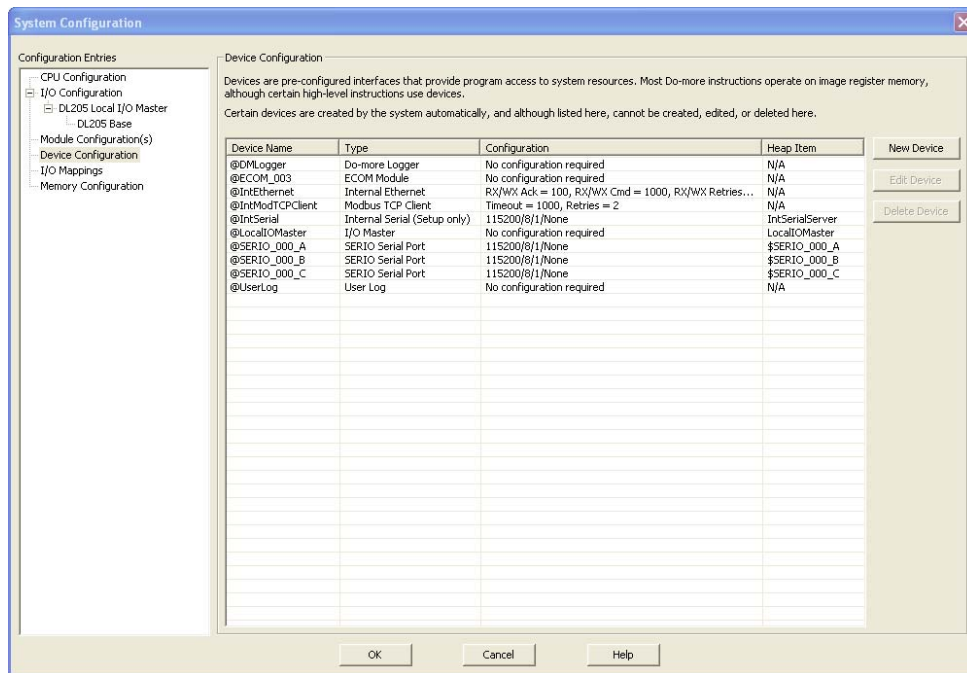 System Configuration
Configuration Entries
CPU Configuration
I/O Configuration
DL205 Local I/O Master
DL205 Base
Module Configuration(s)
Device Configuration
I/O Mappings
Memory Configuration
Device Configuration
Devices are pre-configured interfaces that provide program access to system resources. Most Do-more instructions operate on image register memory,
although certain high-level instructions use devices.
Certain devices are created by the system automatically, and although listed here, cannot be created, edited, or deleted here.
Device Name Type Configuration Heap Item
@DMLogger Do-more Logger No configuration required N/A
@ECOM_003 ECOM Module No configuration required N/A
@IntEthernet Internal Ethernet RX/WX Ack = 100, RX/WX Cmd = 1000, RX/WX Retries... N/A
@IntModTCPClient Modbus TCP Client Timeout = 1000, Retries = 2 N/A
@IntSerial Internal Serial (Setup only) 115200/8/1/None IntSerialServer
@LocalIOMaster I/O Master No configuration required LocalIOMaster
@SERIO_000_A SERIO Serial Port 115200/8/1/None $SERIO_000_A
@SERIO_000_B SERIO Serial Port 115200/8/1/None $SERIO_000_B
@SERIO_000_C SERIO Serial Port 115200/8/1/None $SERIO_000_C
@UserLog User Log No configuration required N/A
New Device
Edit Device
Delete Device
OK Cancel Help